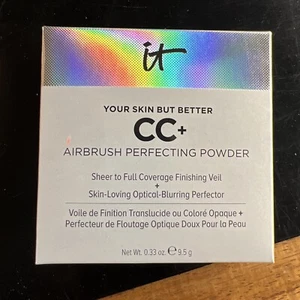 it
YOUR SKIN BUT BETTER
CC+
AIRBRUSH PERFECTING POWDER
Sheer to Full Coverage Finishing Veil
+
Skin-Loving Optical-Blurring Perfector
Voile de Finition Translucide ou Coloré Opaque +
Perfecteur de Floutage Optique Doux Pour la Peau
Net Wt. 0.33 oz. ℮ 9.5 g